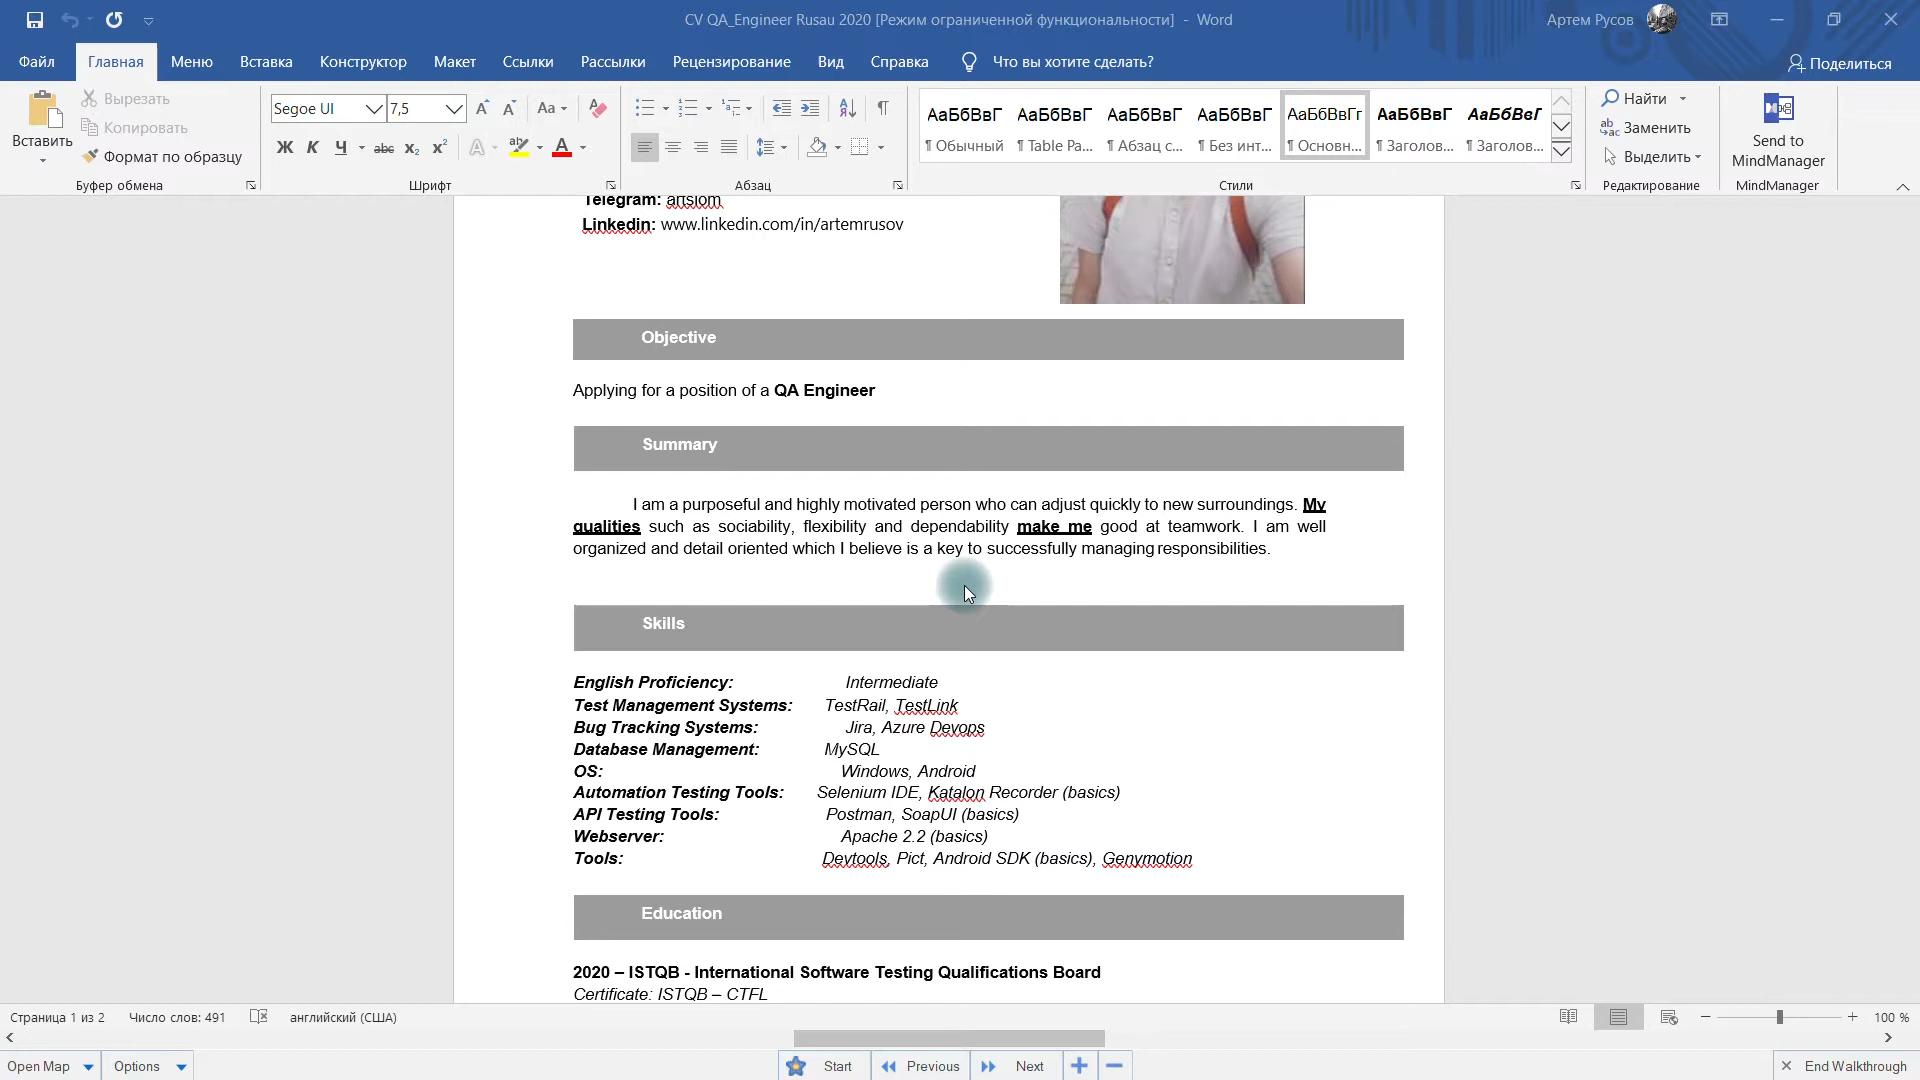 CV QA_Engineer Rusau 2020 [Режим ограниченной функциональности] - Word
Артем Русов
Файл Главная Меню Вставка Конструктор Макет Ссылки Рассылки Рецензирование Вид Справка Что вы хотите сделать? Поделиться
Вставить
Вырезать
Копировать
Формат по образцу
Буфер обмена
Segoe UI 7,5
Aa
Ж К Ч abc x₂ x² A ab A
Шрифт
Абзац
АаБбВвГ АаБбВвГ АаБбВвГ АаБбВвГ АаБбВвГг АаБбВвГ АаБбВвГ
¶ Обычный ¶ Table Pa... ¶ Абзац с... ¶ Без инт... ¶ Основн... ¶ Заголов... ¶ Заголов...
Стили
Найти
Заменить
Выделить
Редактирование
Send to
MindManager
MindManager
Telegram: artsiom
Linkedin: www.linkedin.com/in/artemrusov
Objective
Applying for a position of a QA Engineer
Summary
I am a purposeful and highly motivated person who can adjust quickly to new surroundings. My
qualities such as sociability, flexibility and dependability make me good at teamwork. I am well
organized and detail oriented which I believe is a key to successfully managing responsibilities.
Skills
English Proficiency: Intermediate
Test Management Systems: TestRail, TestLink
Bug Tracking Systems: Jira, Azure Devops
Database Management: MySQL
OS: Windows, Android
Automation Testing Tools: Selenium IDE, Katalon Recorder (basics)
API Testing Tools: Postman, SoapUI (basics)
Webserver: Apache 2.2 (basics)
Tools: Devtools, Pict, Android SDK (basics), Genymotion
Education
2020 – ISTQB - International Software Testing Qualifications Board
Certificate: ISTQB – CTFL
Страница 1 из 2 Число слов: 491 английский (США) 100 %
Open Map Options Start Previous Next End Walkthrough